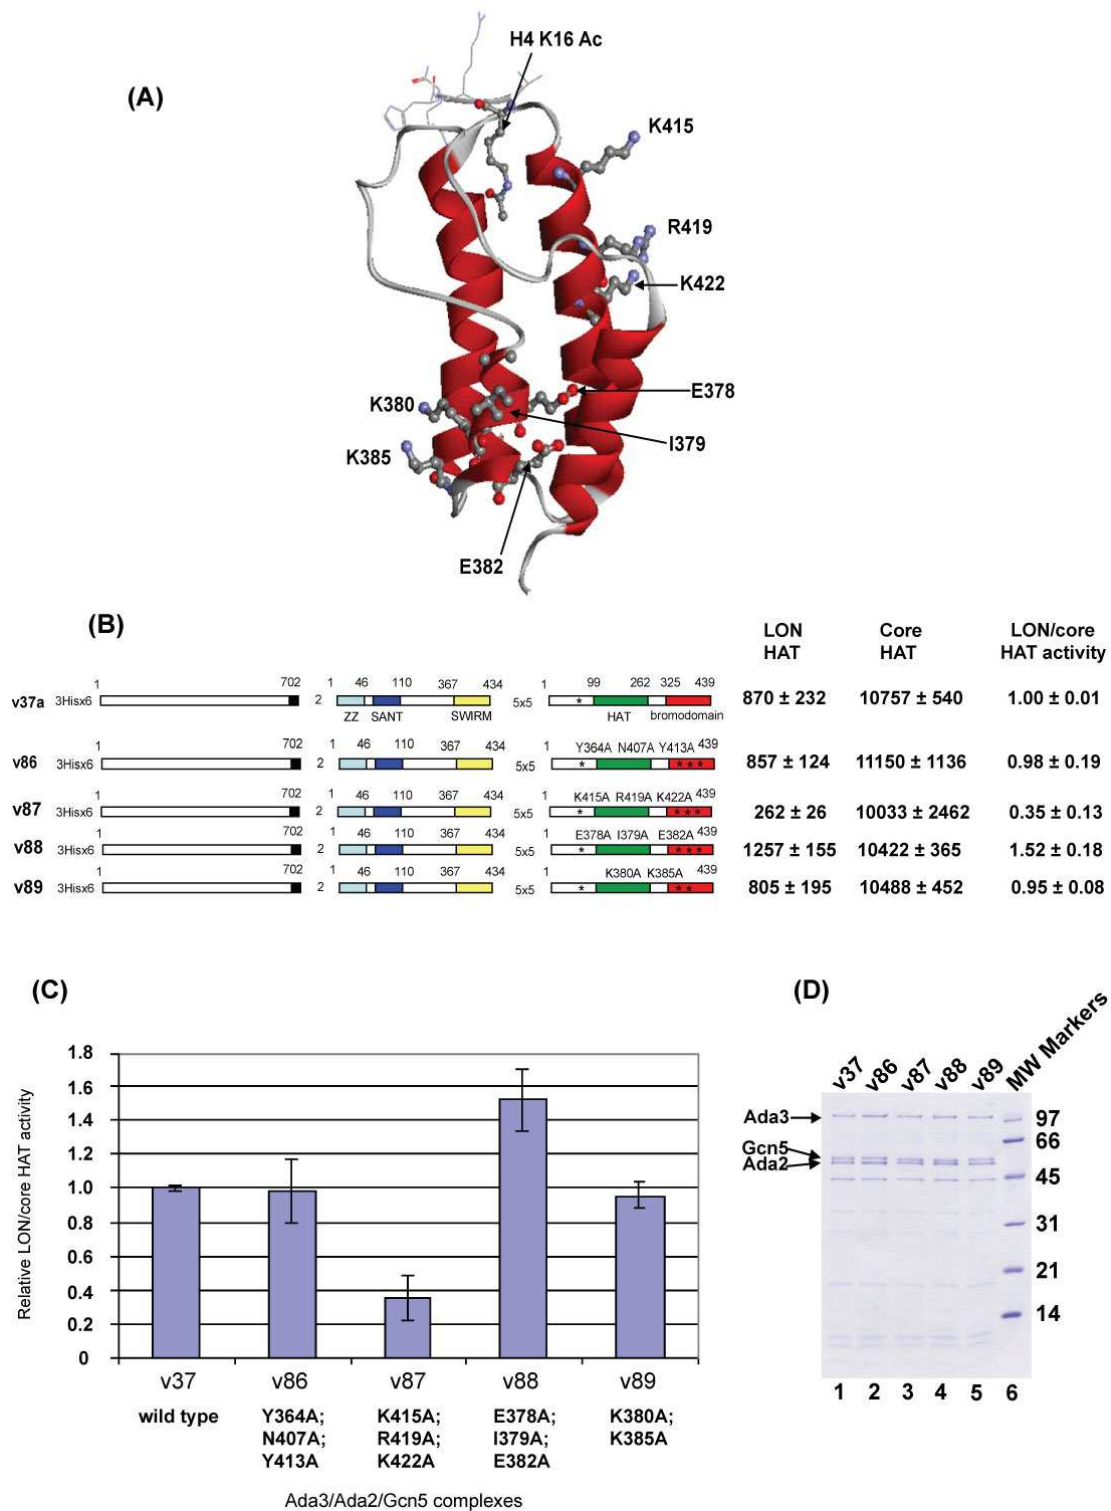 (A)
H4 K16 Ac
K415
R419
K422
E378
K380
I379
K385
E382
(B)
LON HAT
Core HAT
LON/core HAT activity
v37a 3Hisx6 1 702 2 1 46 110 367 434 5x5 1 99 262 325 439 870 ± 232 10757 ± 540 1.00 ± 0.01
ZZ SANT SWIRM * HAT bromodomain
v86 3Hisx6 1 702 2 1 46 110 367 434 5x5 1 Y364A N407A Y413A 439 * * * * 857 ± 124 11150 ± 1136 0.98 ± 0.19
v87 3Hisx6 1 702 2 1 46 110 367 434 5x5 1 K415A R419A K422A 439 * * * * 262 ± 26 10033 ± 2462 0.35 ± 0.13
v88 3Hisx6 1 702 2 1 46 110 367 434 5x5 1 E378A I379A E382A 439 * * * * 1257 ± 155 10422 ± 365 1.52 ± 0.18
v89 3Hisx6 1 702 2 1 46 110 367 434 5x5 1 K380A K385A 439 * * * 805 ± 195 10488 ± 452 0.95 ± 0.08
(C)
Relative LON/core HAT activity
1.8
1.6
1.4
1.2
1.0
0.8
0.6
0.4
0.2
0
v37 v86 v87 v88 v89
wild type Y364A; K415A; E378A; K380A;
N407A; R419A; I379A; K385A
Y413A K422A E382A
Ada3/Ada2/Gcn5 complexes
(D)
v37 v86 v87 v88 v89 MW Markers
Ada3
Gcn5
Ada2
97
66
45
31
21
14
1 2 3 4 5 6